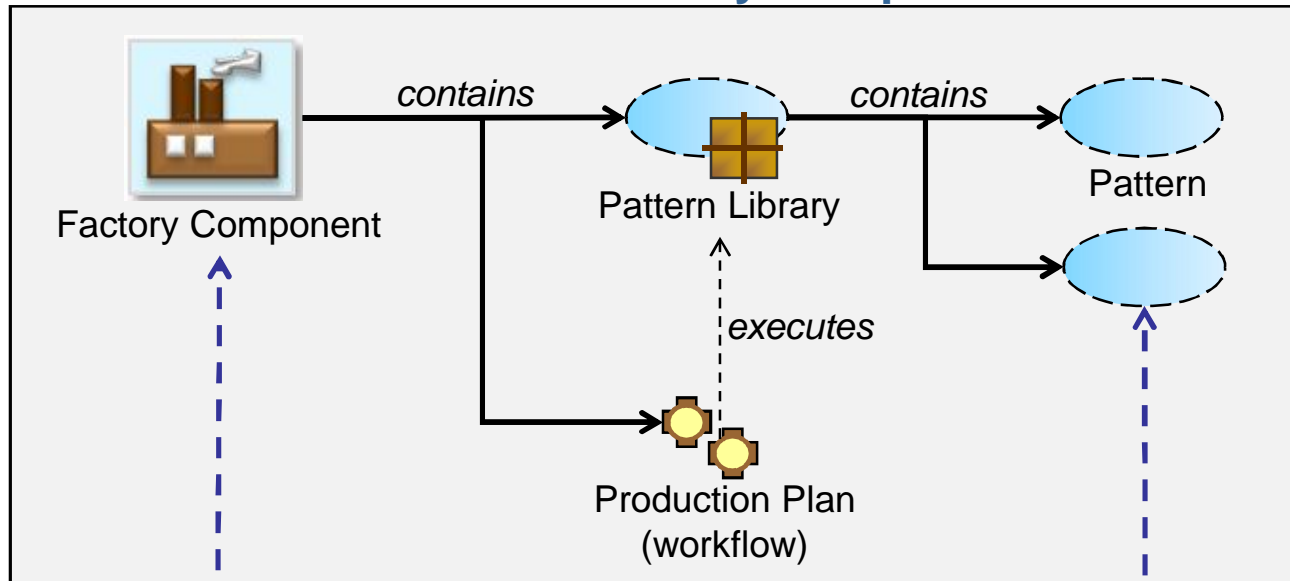 contains
contains
Factory Component
Pattern Library
Pattern
executes
Production Plan
(workflow)